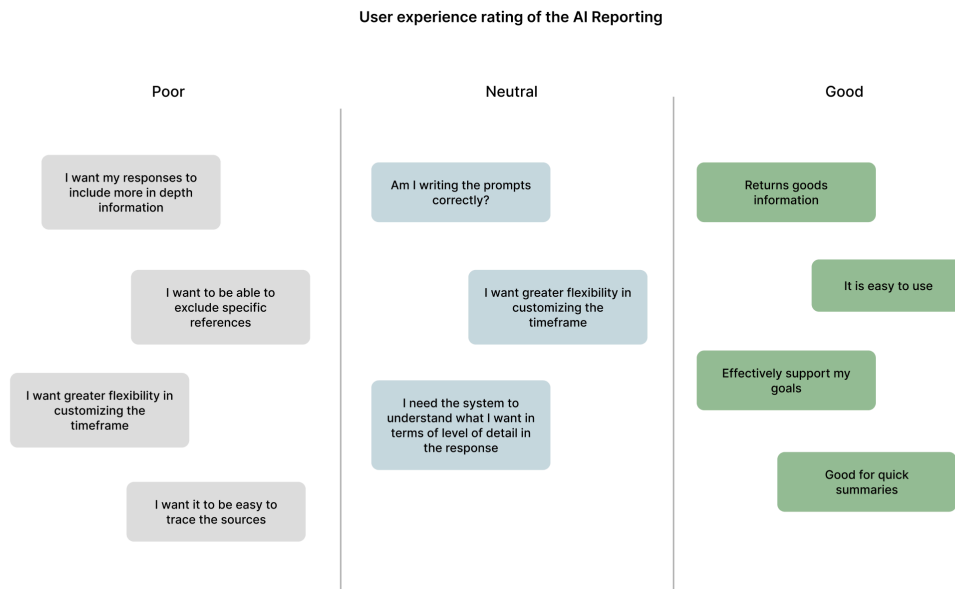 User experience rating of the AI Reporting
Poor
I want my responses to
include more in depth
information
I want to be able to
exclude specific
references
I want greater flexibility in
customizing the
timeframe
I want it to be easy to
trace the sources
Neutral
Am I writing the prompts
correctly?
I want greater flexibility in
customizing the
timeframe
I need the system to
understand what I want in
terms of level of detail in
the response
Good
Returns goods
information
It is easy to use
Effectively support my
goals
Good for quick
summaries